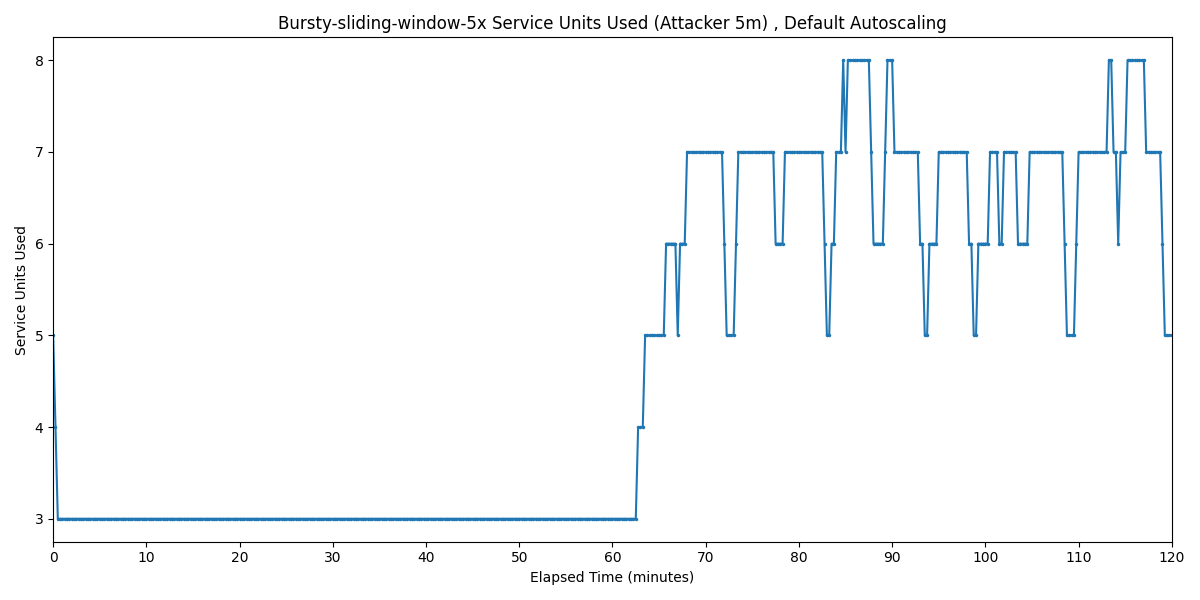 Bursty-sliding-window-5x Service Units Used (Attacker 5m) , Default Autoscaling
Service Units Used
8
7
6
5
4
3
0 10 20 30 40 50 60 70 80 90 100 110 120
Elapsed Time (minutes)